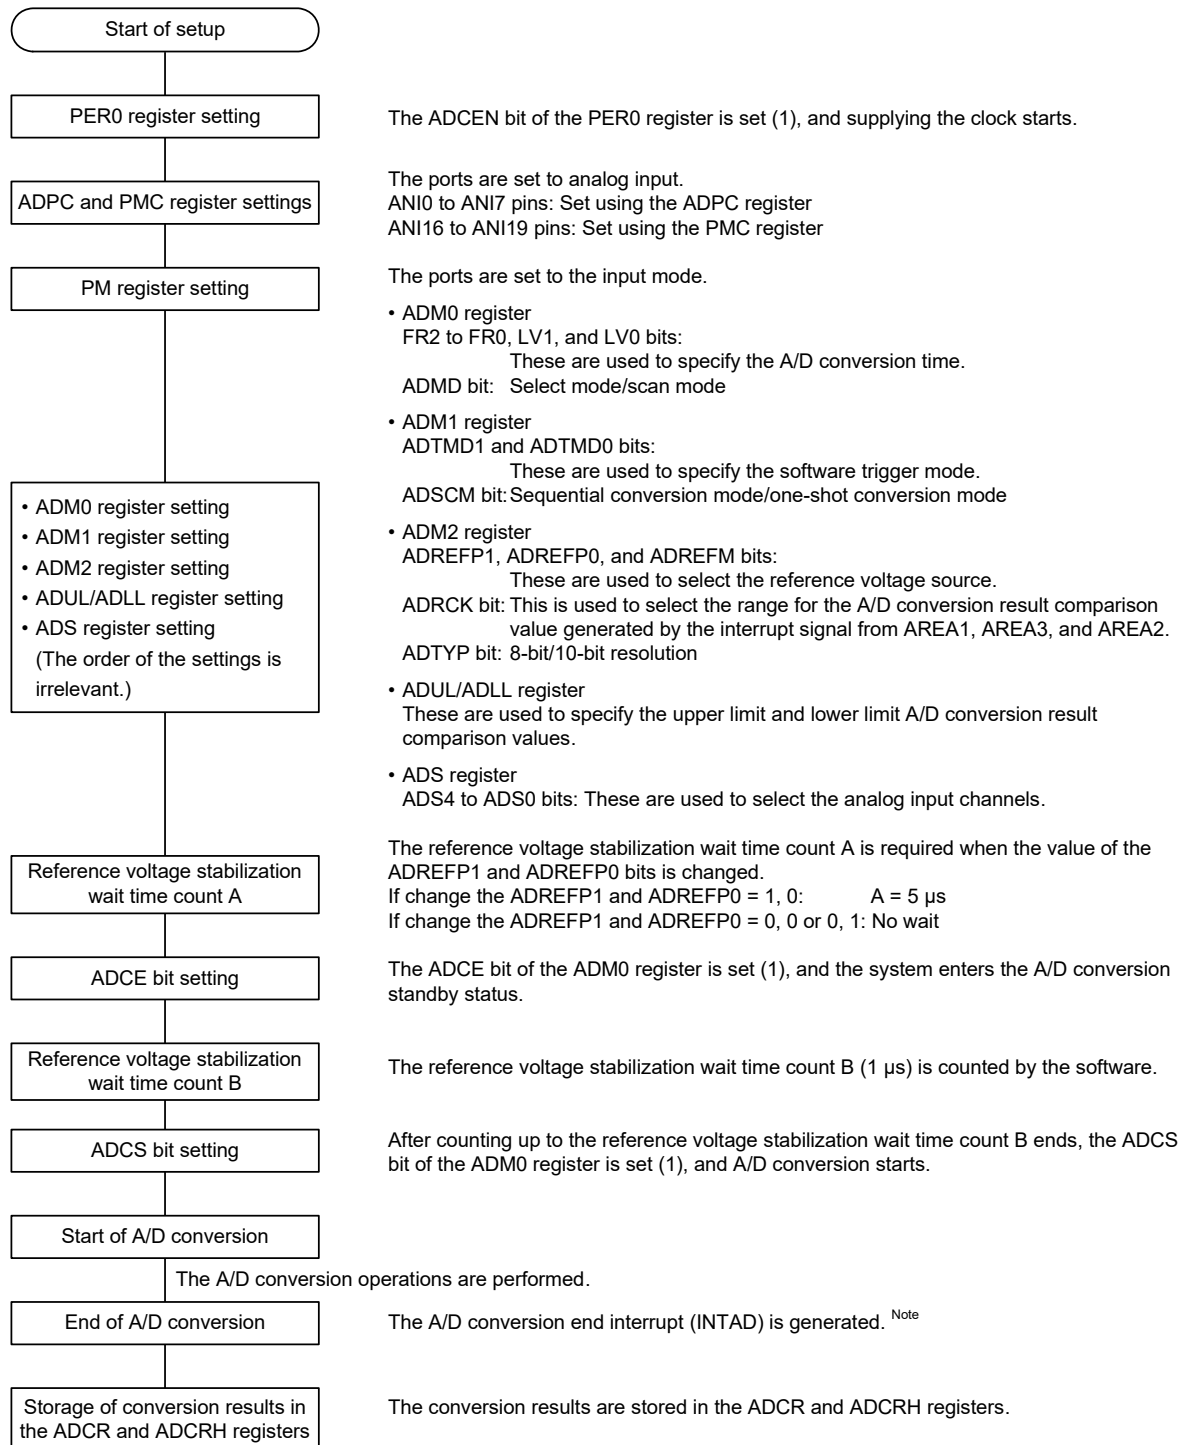 Start of setup
PER0 register setting
The ADCEN bit of the PER0 register is set (1), and supplying the clock starts.
ADPC and PMC register settings
The ports are set to analog input.
ANI0 to ANI7 pins: Set using the ADPC register
ANI16 to ANI19 pins: Set using the PMC register
PM register setting
The ports are set to the input mode.
• ADM0 register setting
• ADM1 register setting
• ADM2 register setting
• ADUL/ADLL register setting
• ADS register setting
(The order of the settings is
irrelevant.)
• ADM0 register
FR2 to FR0, LV1, and LV0 bits:
These are used to specify the A/D conversion time.
ADMD bit: Select mode/scan mode
• ADM1 register
ADTMD1 and ADTMD0 bits:
These are used to specify the software trigger mode.
ADSCM bit: Sequential conversion mode/one-shot conversion mode
• ADM2 register
ADREFP1, ADREFP0, and ADREFM bits:
These are used to select the reference voltage source.
ADRCK bit: This is used to select the range for the A/D conversion result comparison
value generated by the interrupt signal from AREA1, AREA3, and AREA2.
ADTYP bit: 8-bit/10-bit resolution
• ADUL/ADLL register
These are used to specify the upper limit and lower limit A/D conversion result
comparison values.
• ADS register
ADS4 to ADS0 bits: These are used to select the analog input channels.
Reference voltage stabilization
wait time count A
The reference voltage stabilization wait time count A is required when the value of the
ADREFP1 and ADREFP0 bits is changed.
If change the ADREFP1 and ADREFP0 = 1, 0: A = 5 µs
If change the ADREFP1 and ADREFP0 = 0, 0 or 0, 1: No wait
ADCE bit setting
The ADCE bit of the ADM0 register is set (1), and the system enters the A/D conversion
standby status.
Reference voltage stabilization
wait time count B
The reference voltage stabilization wait time count B (1 µs) is counted by the software.
ADCS bit setting
After counting up to the reference voltage stabilization wait time count B ends, the ADCS
bit of the ADM0 register is set (1), and A/D conversion starts.
Start of A/D conversion
The A/D conversion operations are performed.
End of A/D conversion
The A/D conversion end interrupt (INTAD) is generated. Note
Storage of conversion results in
the ADCR and ADCRH registers
The conversion results are stored in the ADCR and ADCRH registers.